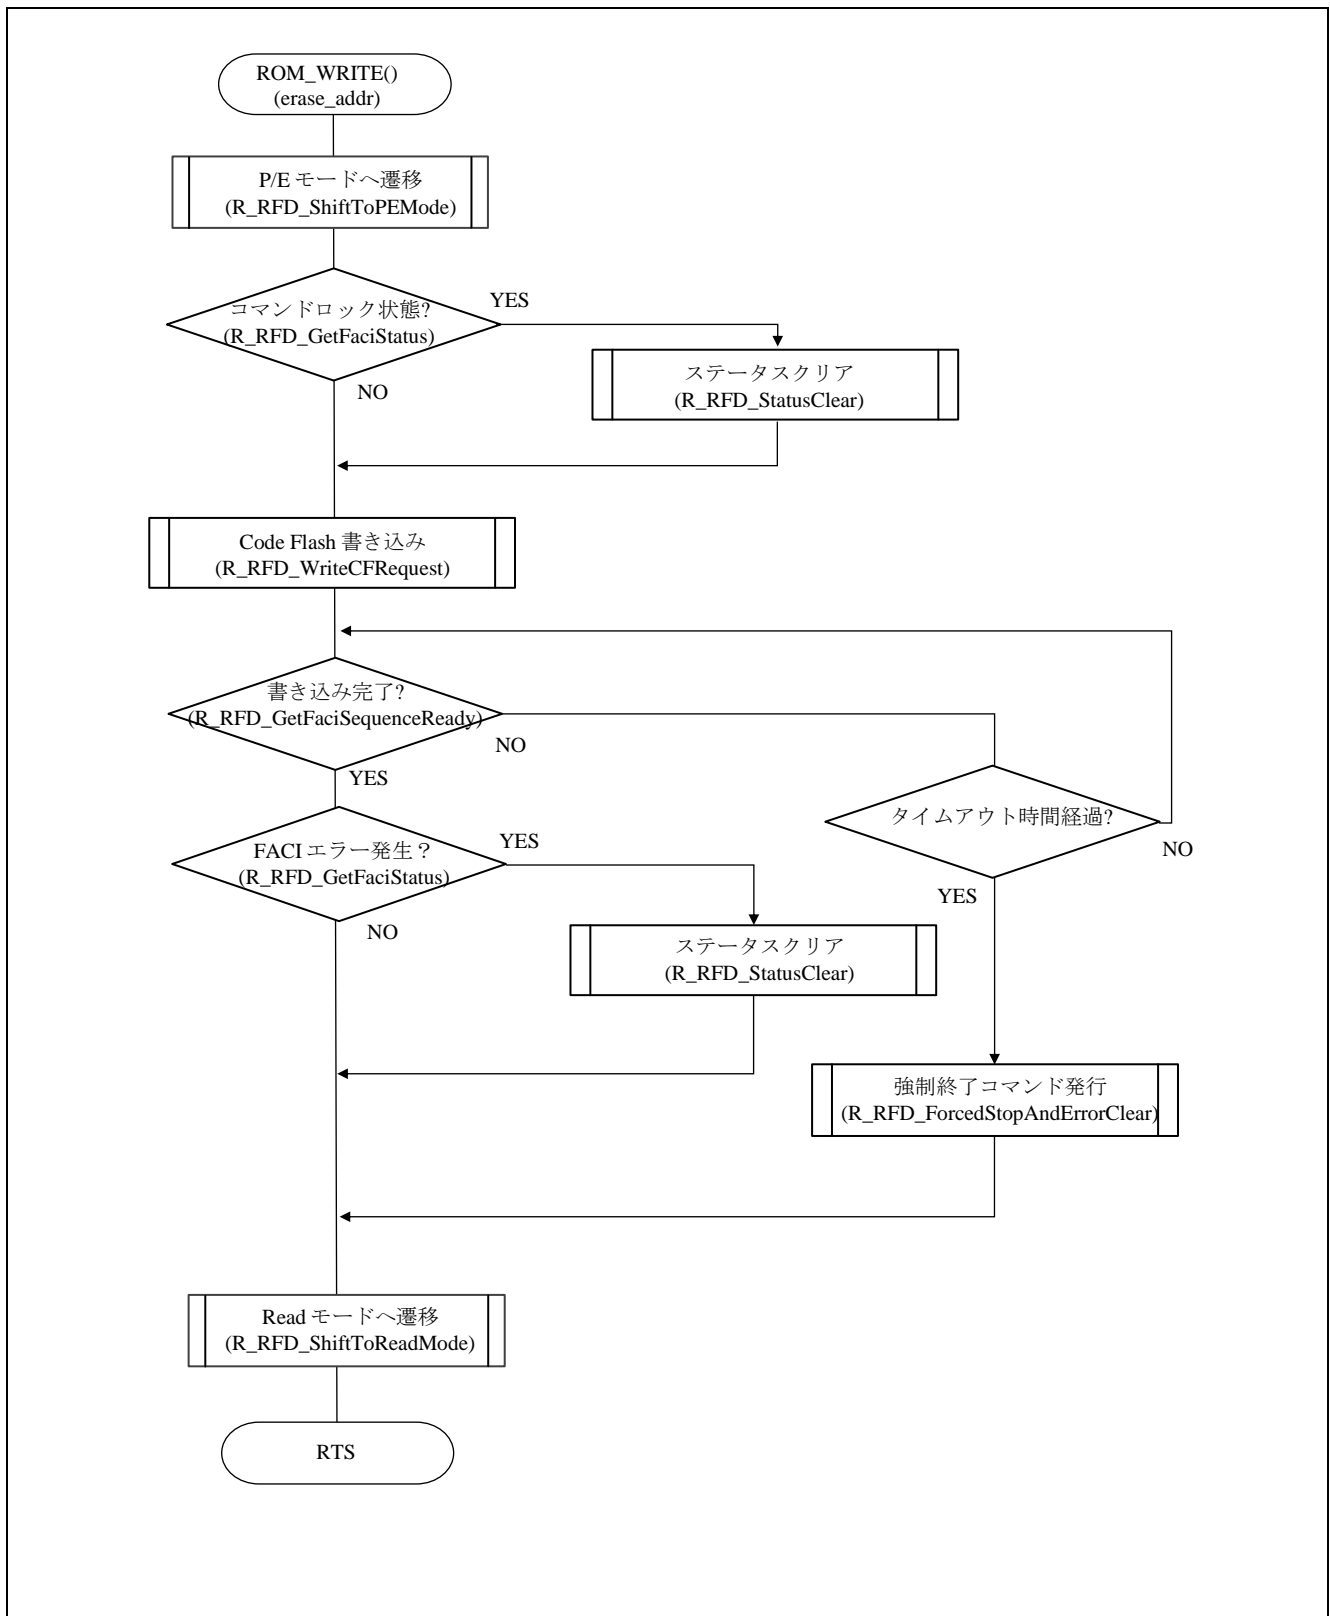 ROM_WRITE()
(erase_addr)
P/E モードへ遷移
(R_RFD_ShiftToPEMode)
コマンドロック状態?
(R_RFD_GetFaciStatus)
YES
NO
ステータスクリア
(R_RFD_StatusClear)
Code Flash 書き込み
(R_RFD_WriteCFRequest)
書き込み完了?
(R_RFD_GetFaciSequenceReady)
NO
YES
タイムアウト時間経過?
NO
YES
FACI エラー発生？
(R_RFD_GetFaciStatus)
YES
NO
ステータスクリア
(R_RFD_StatusClear)
強制終了コマンド発行
(R_RFD_ForcedStopAndErrorClear)
Read モードへ遷移
(R_RFD_ShiftToReadMode)
RTS